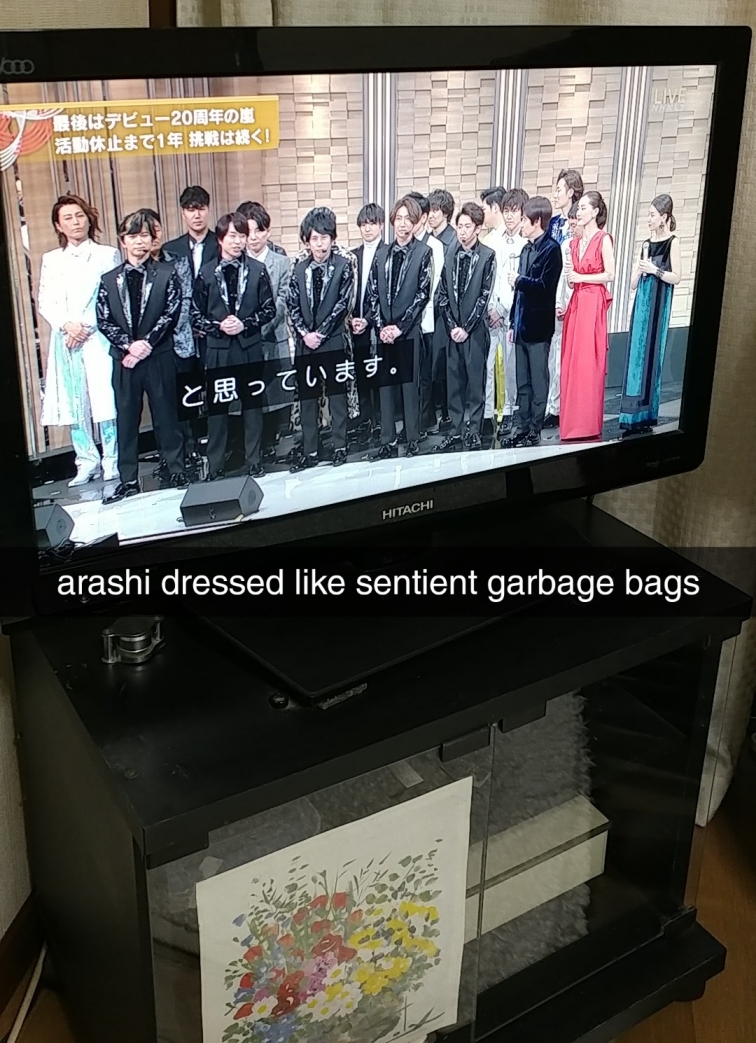 最後はデビュー20周年の嵐
活動休止まで1年 挑戦は続く!
LIVE
と思っています。
HITACHI
arashi dressed like sentient garbage bags